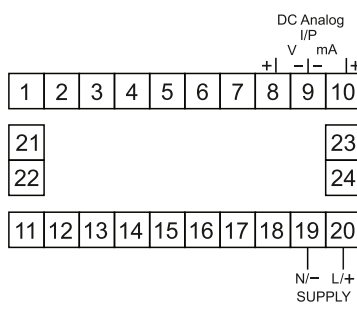 DC Analog
I/P
V mA
+ − − +
1 2 3 4 5 6 7 8 9 10
21 23
22 24
11 12 13 14 15 16 17 18 19 20
N/− L/+
SUPPLY